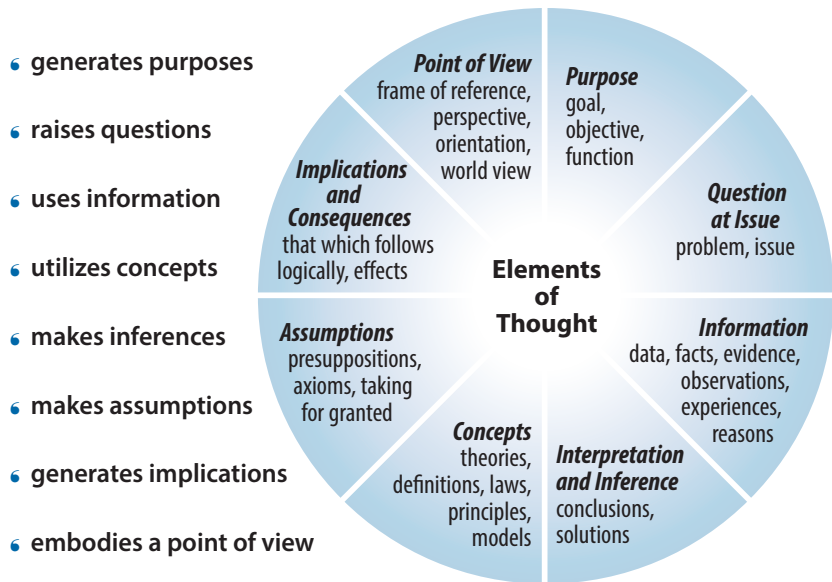 generates purposes
raises questions
uses information
utilizes concepts
makes inferences
makes assumptions
generates implications
embodies a point of view
Point of View
frame of reference,
perspective,
orientation,
world view
Purpose
goal,
objective,
function
Question
at Issue
problem, issue
Information
data, facts, evidence,
observations,
experiences,
reasons
Interpretation
and Inference
conclusions,
solutions
Concepts
theories,
definitions, laws,
principles,
models
Assumptions
presuppositions,
axioms, taking
for granted
Implications
and
Consequences
that which follows
logically, effects
Elements
of
Thought